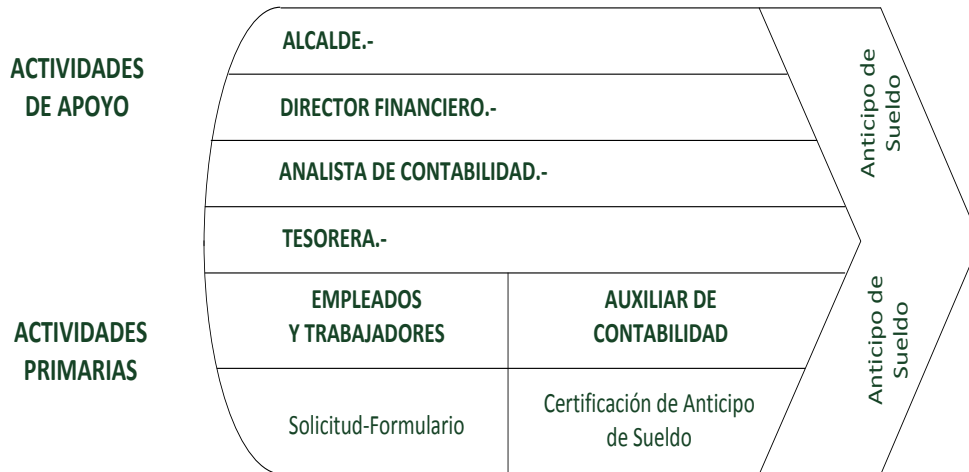 ACTIVIDADES
DE APOYO
ALCALDE.-
DIRECTOR FINANCIERO.-
ANALISTA DE CONTABILIDAD.-
TESORERA.-
Anticipo de
Sueldo
ACTIVIDADES
PRIMARIAS
EMPLEADOS
Y TRABAJADORES
AUXILIAR DE
CONTABILIDAD
Solicitud-Formulario
Certificación de Anticipo
de Sueldo
Anticipo de
Sueldo